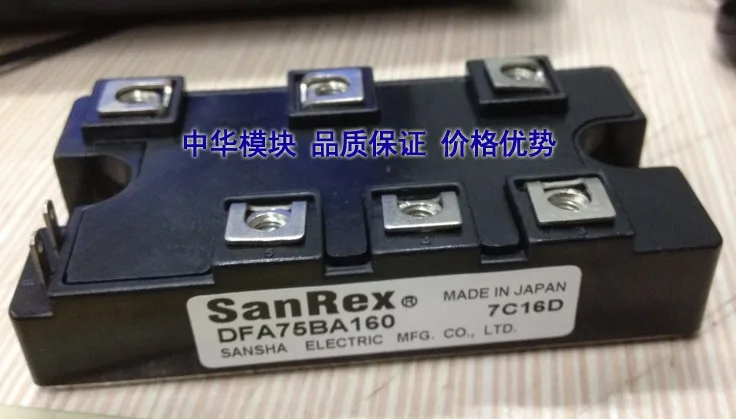 中华模块 品质保证 价格优势
SanRex®
MADE IN JAPAN
DFA75BA160
7C16D
SANSHA ELECTRIC MFG. CO., LTD.